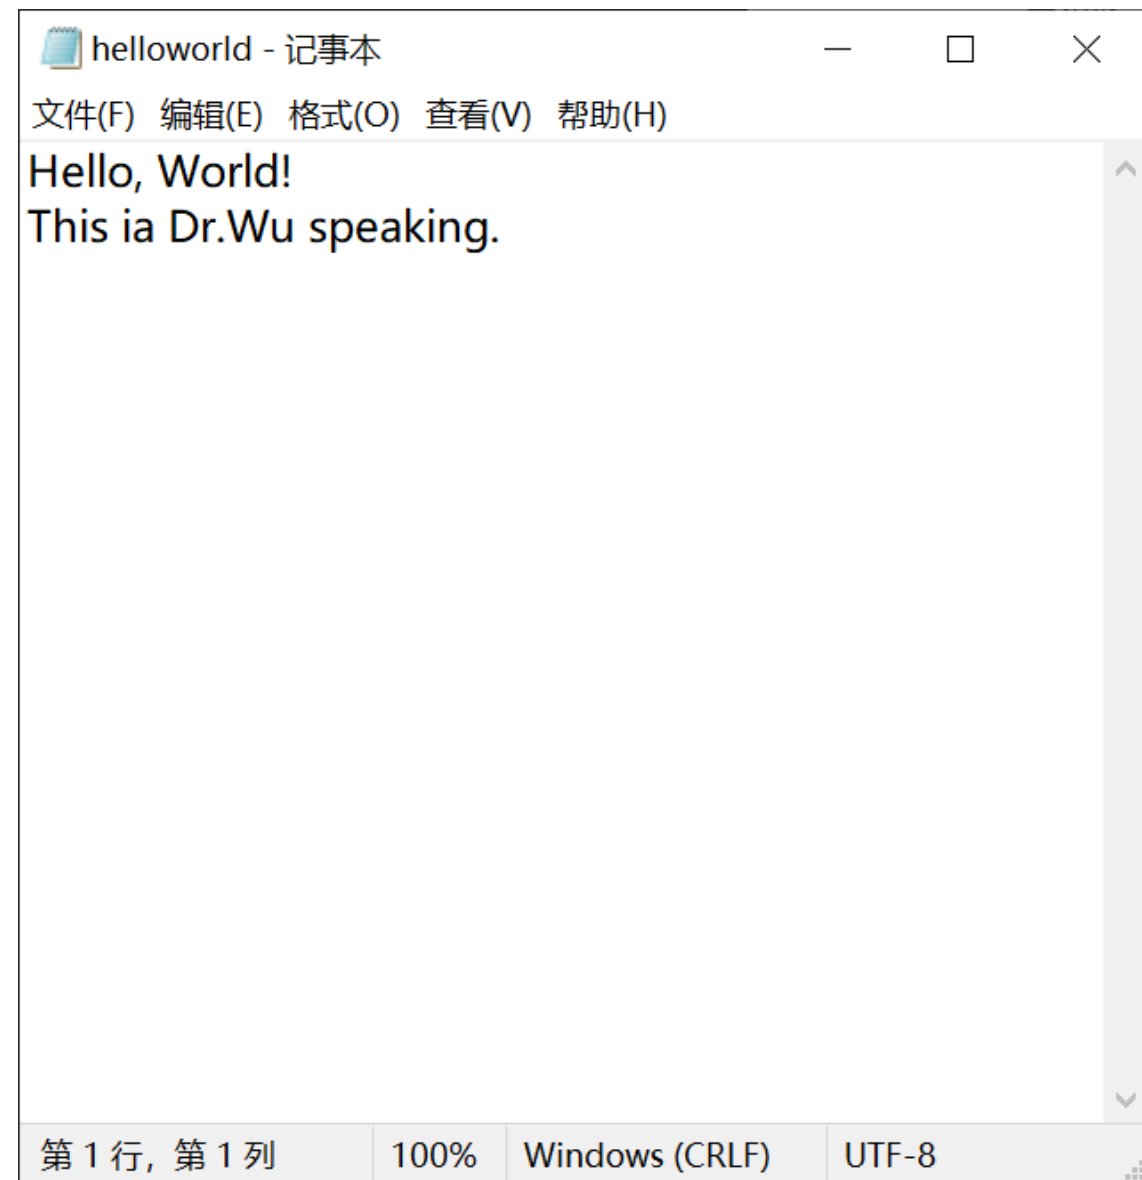 helloworld - 记事本
文件(F) 编辑(E) 格式(O) 查看(V) 帮助(H)
Hello, World!
This ia Dr.Wu speaking.
第 1 行，第 1 列 100% Windows (CRLF) UTF-8